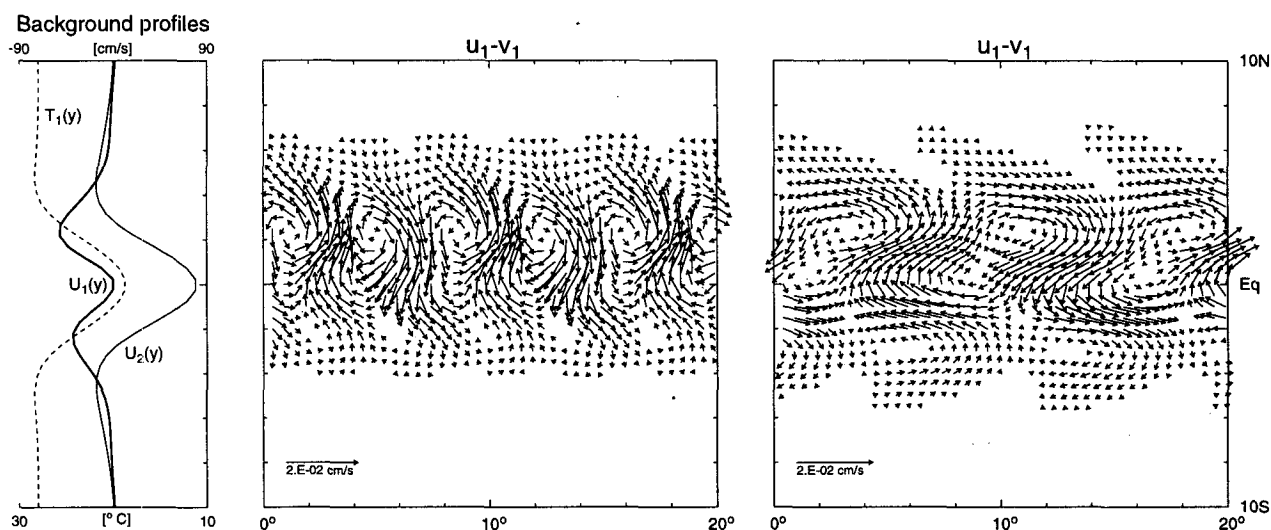 Background profiles
-90 [cm/s] 90
T1(y)
U1(y)
U2(y)
30 [° C] 10
u1-v1
2.E-02 cm/s
0° 10° 20°
u1-v1
10N
Eq
10S
2.E-02 cm/s
0° 10° 20°